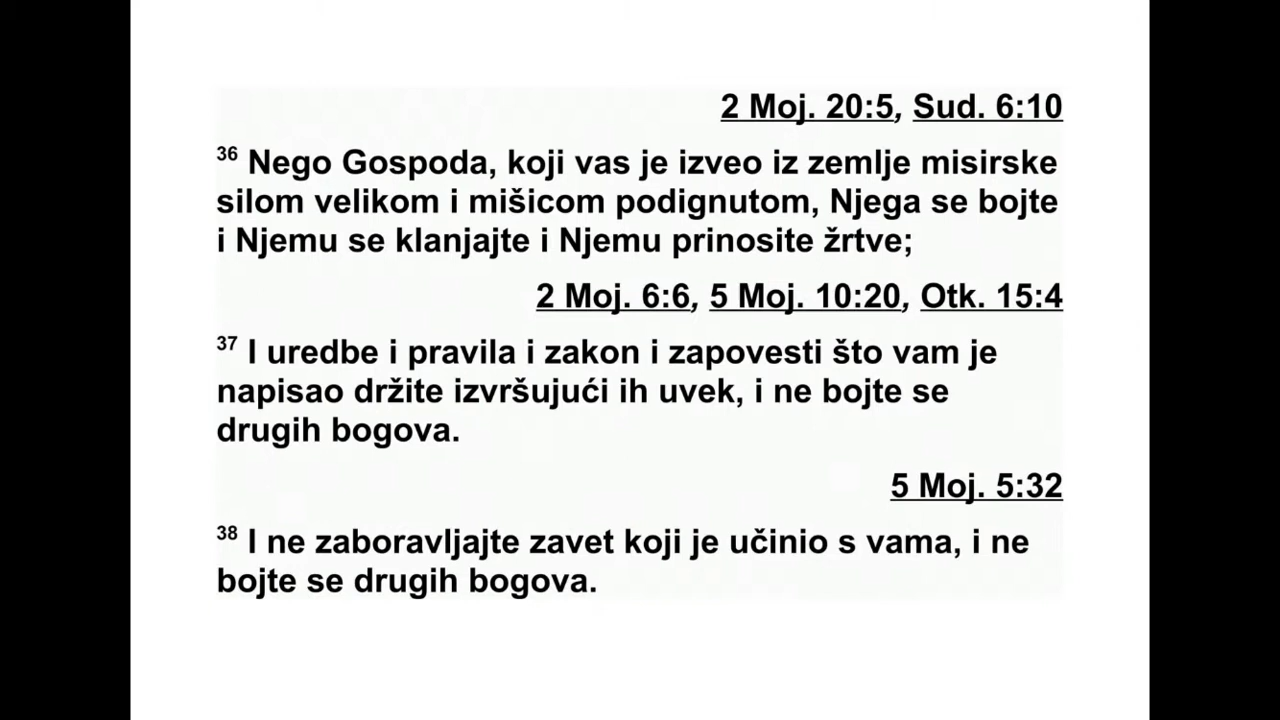 2 Moj. 20:5, Sud. 6:10
36 Nego Gospoda, koji vas je izveo iz zemlje misirske
silom velikom i mišicom podignutom, Njega se bojte
i Njemu se klanjajte i Njemu prinosite žrtve;
2 Moj. 6:6, 5 Moj. 10:20, Otk. 15:4
37 I uredbe i pravila i zakon i zapovesti što vam je
napisao držite izvršujući ih uvek, i ne bojte se
drugih bogova.
5 Moj. 5:32
38 I ne zaboravljajte zavet koji je učinio s vama, i ne
bojte se drugih bogova.